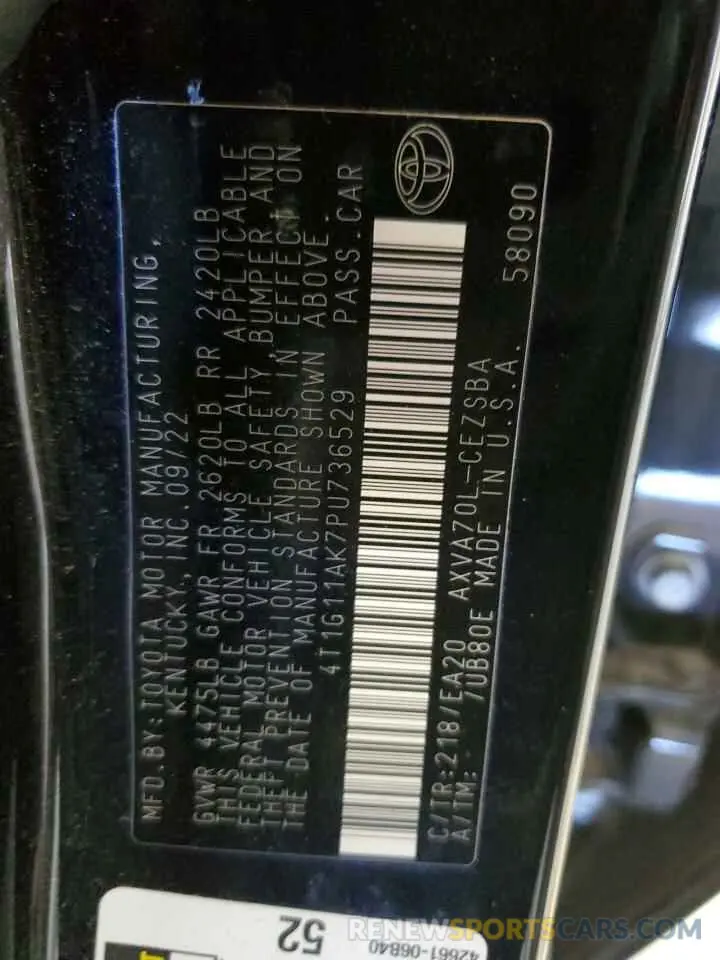 MFD.BY:TOYOTA MOTOR MANUFACTURING,
KENTUCKY, INC. 09/22
GVWR 4475LB GAWR FR 2620LB RR 2420LB
THIS VEHICLE CONFORMS TO ALL APPLICABLE
FEDERAL MOTOR VEHICLE SAFETY, BUMPER AND
THEFT PREVENTION STANDARDS IN EFFECT ON
THE DATE OF MANUFACTURE SHOWN ABOVE.
4T1G11AK7PU736529 PASS.CAR
C/TR:218/EA20 AXVA70L-CEZSBA
A/TM: -- /UB80E MADE IN U.S.A. 58090
52
42661-06B40
RENEWSPORTSCARS.COM